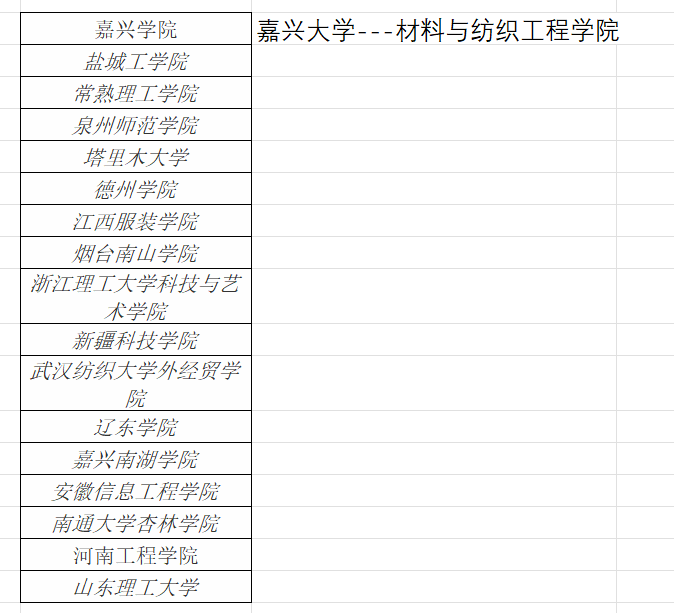 嘉兴学院 嘉兴大学---材料与纺织工程学院
盐城工学院
常熟理工学院
泉州师范学院
塔里木大学
德州学院
江西服装学院
烟台南山学院
浙江理工大学科技与艺
术学院
新疆科技学院
武汉纺织大学外经贸学
院
辽东学院
嘉兴南湖学院
安徽信息工程学院
南通大学杏林学院
河南工程学院
山东理工大学